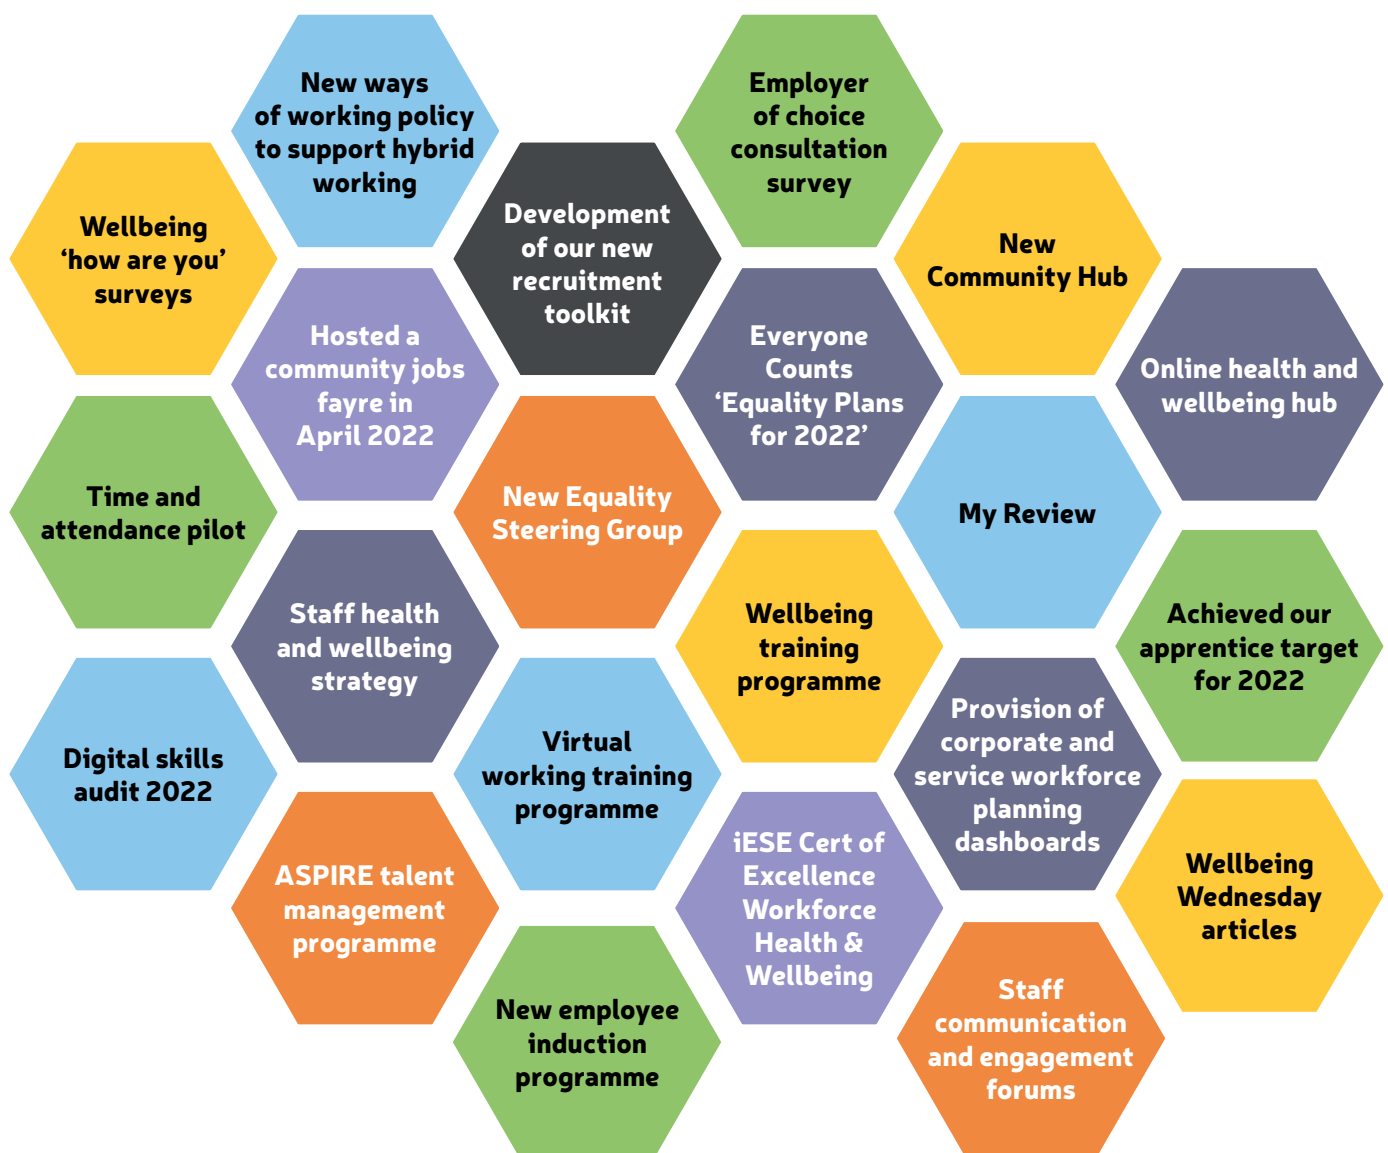 New ways
of working policy
to support hybrid
working
Employer
of choice
consultation
survey
Wellbeing
‘how are you’
surveys
Development
of our new
recruitment
toolkit
New
Community Hub
Hosted a
community jobs
fayre in
April 2022
Everyone
Counts
‘Equality Plans
for 2022’
Online health and
wellbeing hub
Time and
attendance pilot
New Equality
Steering Group
My Review
Staff health
and wellbeing
strategy
Wellbeing
training
programme
Achieved our
apprentice target
for 2022
Digital skills
audit 2022
Virtual
working training
programme
Provision of
corporate and
service workforce
planning
dashboards
ASPIRE talent
management
programme
iESE Cert of
Excellence
Workforce
Health &
Wellbeing
Wellbeing
Wednesday
articles
New employee
induction
programme
Staff
communication
and engagement
forums